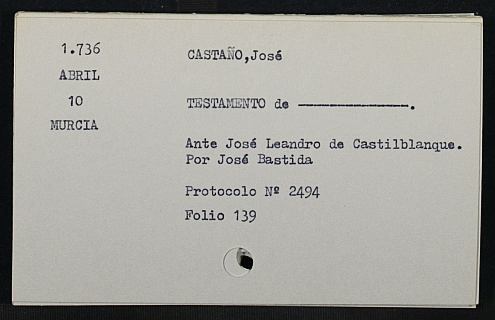 1.736
ABRIL
10
MURCIA
CASTAÑO,José
TESTAMENTO de ----------------.
Ante José Leandro de Castilblanque.
Por José Bastida
Protocolo Nº 2494
Folio 139